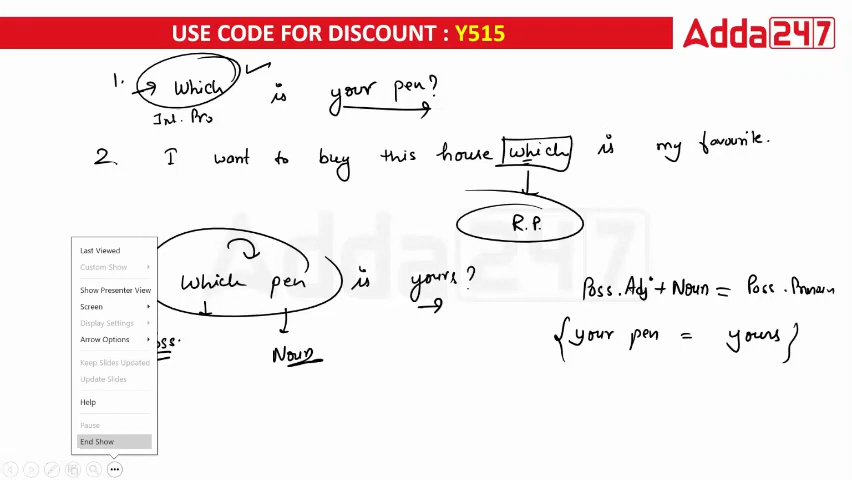 USE CODE FOR DISCOUNT : Y515
Adda247
1. Which is your pen?
Int. Pro
2. I want to buy this house which is my favourite.
R.P.
Which pen is yours?
oss.
Noun
Poss. Adj + Noun = Poss. Pronoun
{your pen = yours}
Last Viewed
Custom Show
Show Presenter View
Screen
Display Settings
Arrow Options
Keep Slides Updated
Update Slides
Help
Pause
End Show